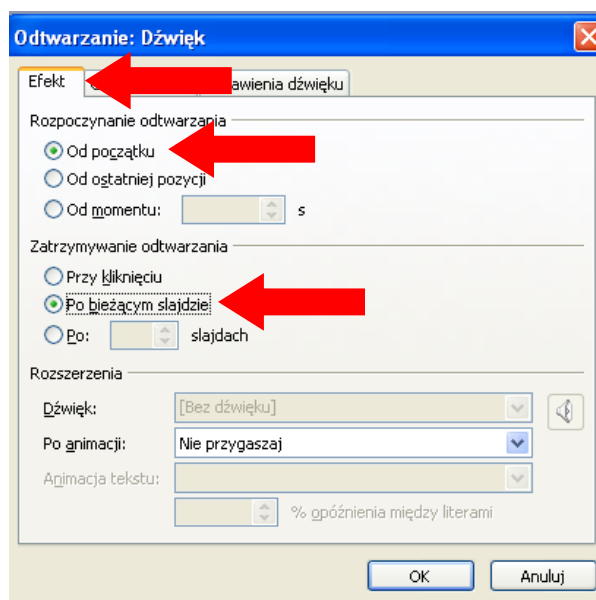 Odtwarzanie: Dźwięk
Efekt
awienia dźwięku
Rozpoczynanie odtwarzania
Od początku
Od ostatniej pozycji
Od momentu: s
Zatrzymywanie odtwarzania
Przy kliknięciu
Po bieżącym slajdzie
Po: slajdach
Rozszerzenia
Dźwięk: [Bez dźwięku]
Po animacji: Nie przygaszaj
Animacja tekstu:
% opóźnienia między literami
OK Anuluj